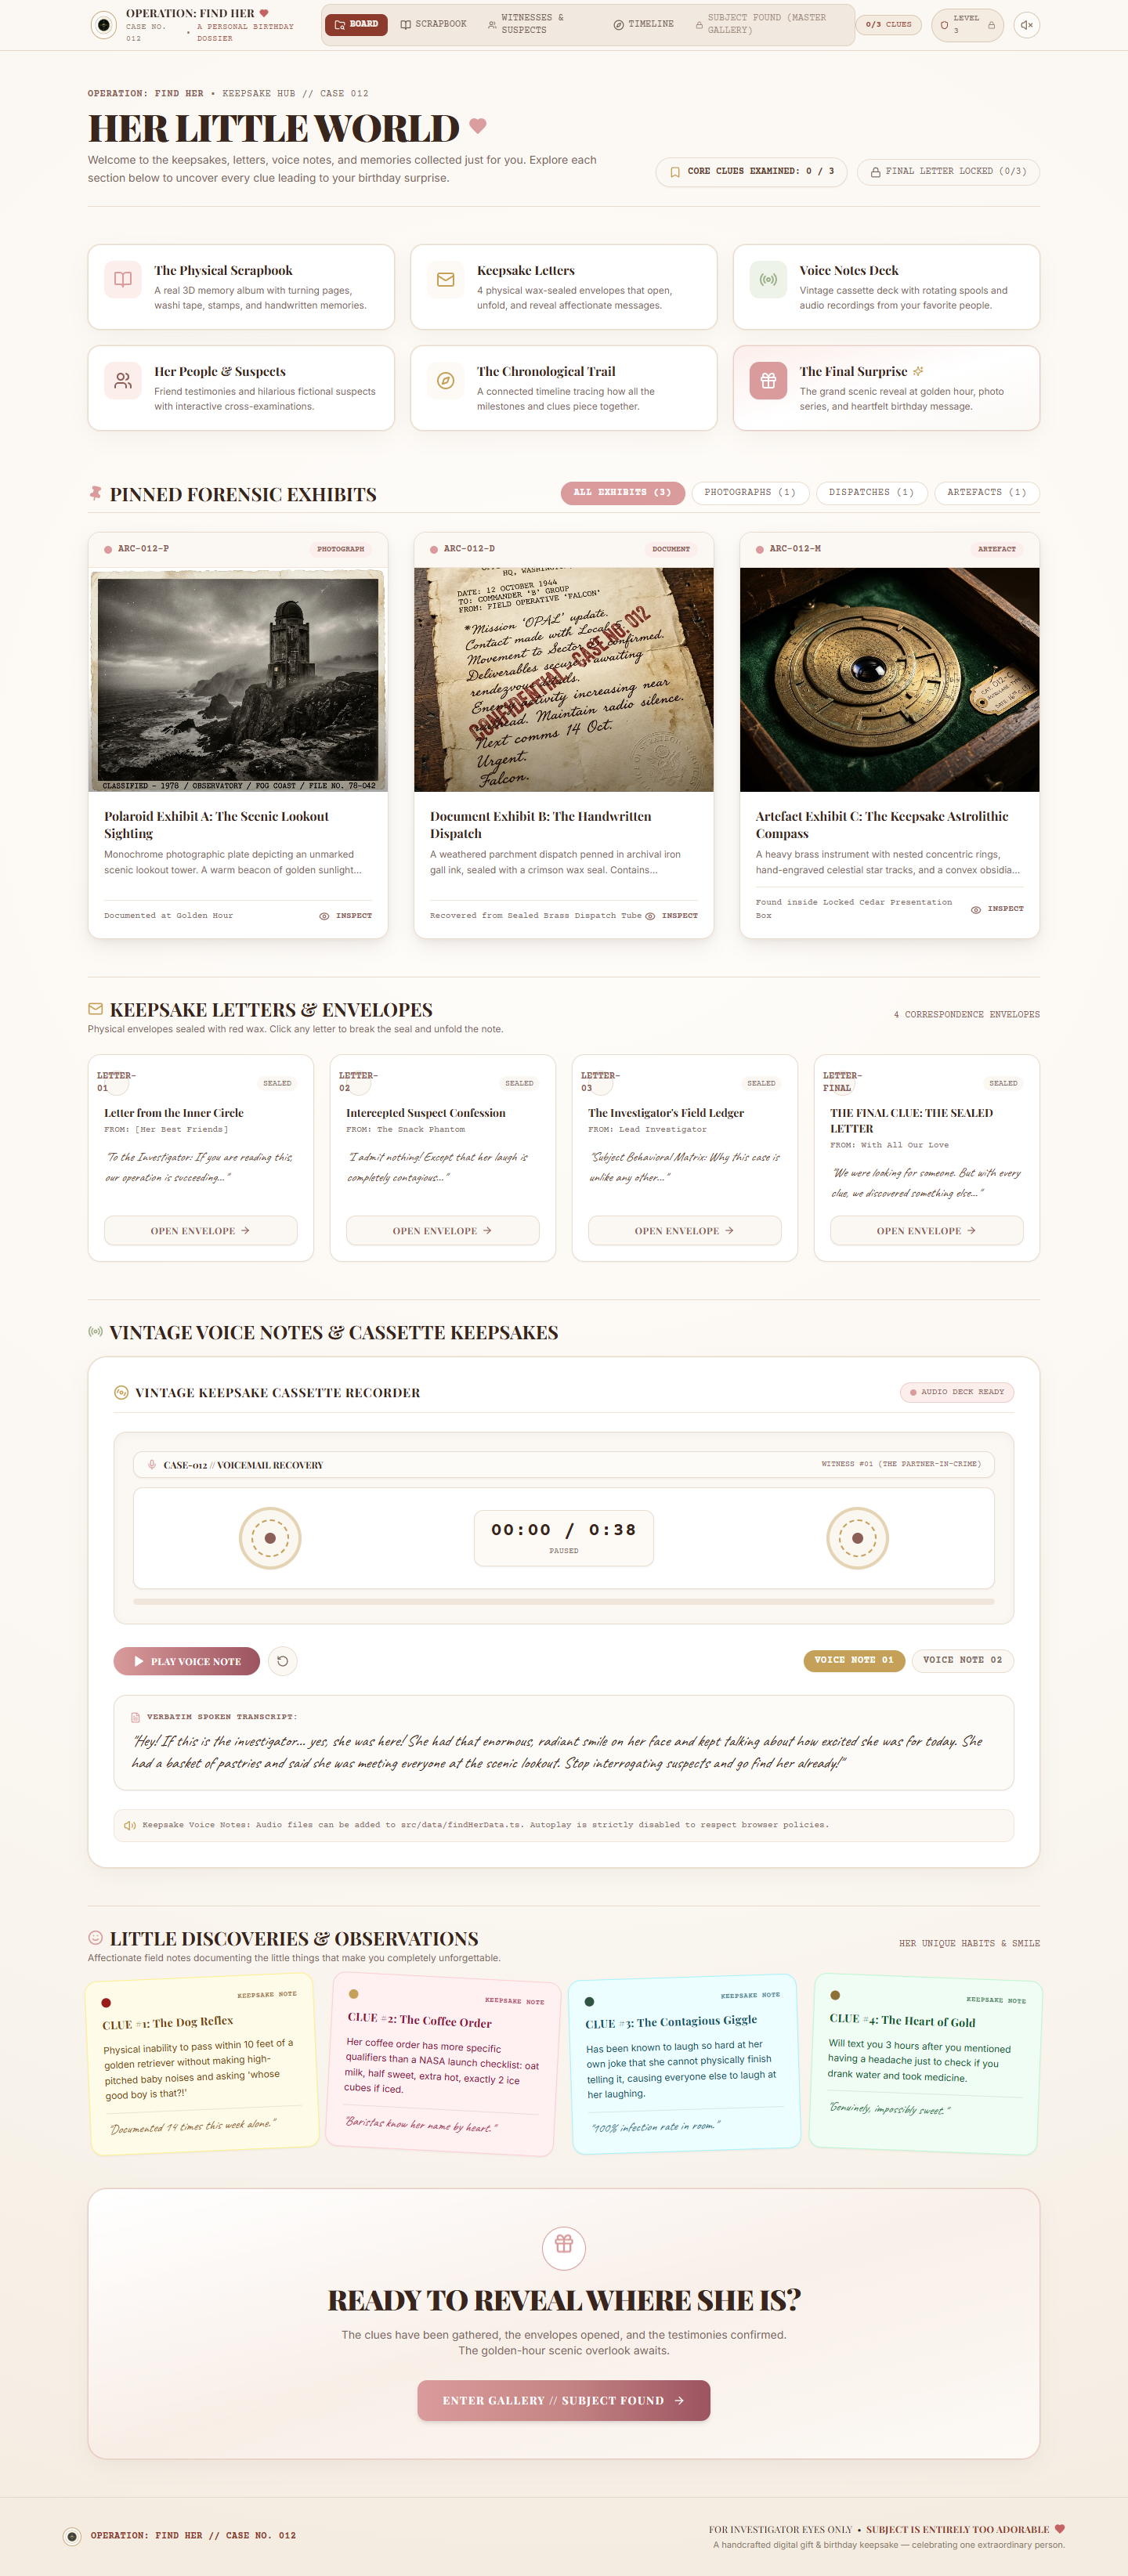 OPERATION: FIND HER
CASE NO. 012 • A PERSONAL BIRTHDAY DOSSIER
BOARD
SCRAPBOOK
WITNESSES & SUSPECTS
TIMELINE
SUBJECT FOUND (MASTER GALLERY)
0/3 CLUES
LEVEL 3
OPERATION: FIND HER • KEEPSAKE HUB // CASE 012
HER LITTLE WORLD
Welcome to the keepsakes, letters, voice notes, and memories collected just for you. Explore each
section below to uncover every clue leading to your birthday surprise.
CORE CLUES EXAMINED: 0 / 3
FINAL LETTER LOCKED (0/3)
The Physical Scrapbook
A real 3D memory album with turning pages,
washi tape, stamps, and handwritten memories.
Keepsake Letters
4 physical wax-sealed envelopes that open,
unfold, and reveal affectionate messages.
Voice Notes Deck
Vintage cassette deck with rotating spools and
audio recordings from your favorite people.
Her People & Suspects
Friend testimonies and hilarious fictional suspects
with interactive cross-examinations.
The Chronological Trail
A connected timeline tracing how all the
milestones and clues piece together.
The Final Surprise
The grand scenic reveal at golden hour, photo
series, and heartfelt birthday message.
PINNED FORENSIC EXHIBITS
ALL EXHIBITS (3)
PHOTOGRAPHS (1)
DISPATCHES (1)
ARTEFACTS (1)
ARC-012-P
PHOTOGRAPH
CLASSIFIED - 1978 / OBSERVATORY / FOG COAST / FILE NO. 78-042
Polaroid Exhibit A: The Scenic Lookout
Sighting
Monochrome photographic plate depicting an unmarked
scenic lookout tower. A warm beacon of golden sunlight...
Documented at Golden Hour
INSPECT
ARC-012-D
DOCUMENT
HQ, WASHINGTON
DATE: 12 OCTOBER 1944
TO: COMMANDER 'B' GROUP
FROM: FIELD OPERATIVE 'FALCON'
*Mission 'OPAL' update.
Contact made with Local
Movement to Sector confirmed.
Deliverables secure, awaiting
rendezvous
Enemy activity increasing near
Maintain radio silence.
Next comms 14 Oct.
Urgent.
Falcon.
CONFIDENTIAL CASE NO. 012
Document Exhibit B: The Handwritten
Dispatch
A weathered parchment dispatch penned in archival iron
gall ink, sealed with a crimson wax seal. Contains...
Recovered from Sealed Brass Dispatch Tube
INSPECT
ARC-012-M
ARTEFACT
Artefact Exhibit C: The Keepsake Astrolithic
Compass
A heavy brass instrument with nested concentric rings,
hand-engraved celestial star tracks, and a convex obsidia...
Found inside Locked Cedar Presentation
Box
INSPECT
KEEPSAKE LETTERS & ENVELOPES
Physical envelopes sealed with red wax. Click any letter to break the seal and unfold the note.
4 CORRESPONDENCE ENVELOPES
LETTER-
01
SEALED
Letter from the Inner Circle
FROM: [Her Best Friends]
"To the Investigator: If you are reading this,
our operation is succeeding..."
OPEN ENVELOPE
LETTER-
02
SEALED
Intercepted Suspect Confession
FROM: The Snack Phantom
"I admit nothing! Except that her laugh is
completely contagious..."
OPEN ENVELOPE
LETTER-
03
SEALED
The Investigator's Field Ledger
FROM: Lead Investigator
"Subject Behavioral Matrix: Why this case is
unlike any other..."
OPEN ENVELOPE
LETTER-
FINAL
SEALED
THE FINAL CLUE: THE SEALED
LETTER
FROM: With All Our Love
"We were looking for someone. But with every
clue, we discovered something else..."
OPEN ENVELOPE
VINTAGE VOICE NOTES & CASSETTE KEEPSAKES
VINTAGE KEEPSAKE CASSETTE RECORDER
AUDIO DECK READY
CASE-012 // VOICEMAIL RECOVERY
WITNESS #01 (THE PARTNER-IN-CRIME)
00:00 / 0:38
PAUSED
PLAY VOICE NOTE
VOICE NOTE 01
VOICE NOTE 02
VERBATIM SPOKEN TRANSCRIPT:
"Hey! If this is the investigator... yes, she was here! She had that enormous, radiant smile on her face and kept talking about how excited she was for today. She
had a basket of pastries and said she was meeting everyone at the scenic lookout. Stop interrogating suspects and go find her already!"
Keepsake Voice Notes: Audio files can be added to src/data/findHerData.ts. Autoplay is strictly disabled to respect browser policies.
LITTLE DISCOVERIES & OBSERVATIONS
Affectionate field notes documenting the little things that make you completely unforgettable.
HER UNIQUE HABITS & SMILE
KEEPSAKE NOTE
CLUE #1: The Dog Reflex
Physical inability to pass within 10 feet of a
golden retriever without making high-
pitched baby noises and asking 'whose
good boy is that?!'
"Documented 14 times this week alone."
KEEPSAKE NOTE
CLUE #2: The Coffee Order
Her coffee order has more specific
qualifiers than a NASA launch checklist: oat
milk, half sweet, extra hot, exactly 2 ice
cubes if iced.
"Baristas know her name by heart."
KEEPSAKE NOTE
CLUE #3: The Contagious Giggle
Has been known to laugh so hard at her
own joke that she cannot physically finish
telling it, causing everyone else to laugh at
her laughing.
"100% infection rate in room."
KEEPSAKE NOTE
CLUE #4: The Heart of Gold
Will text you 3 hours after you mentioned
having a headache just to check if you
drank water and took medicine.
"Genuinely, impossibly sweet."
READY TO REVEAL WHERE SHE IS?
The clues have been gathered, the envelopes opened, and the testimonies confirmed.
The golden-hour scenic overlook awaits.
ENTER GALLERY // SUBJECT FOUND
OPERATION: FIND HER // CASE NO. 012
FOR INVESTIGATOR EYES ONLY • SUBJECT IS ENTIRELY TOO ADORABLE
A handcrafted digital gift & birthday keepsake — celebrating one extraordinary person.